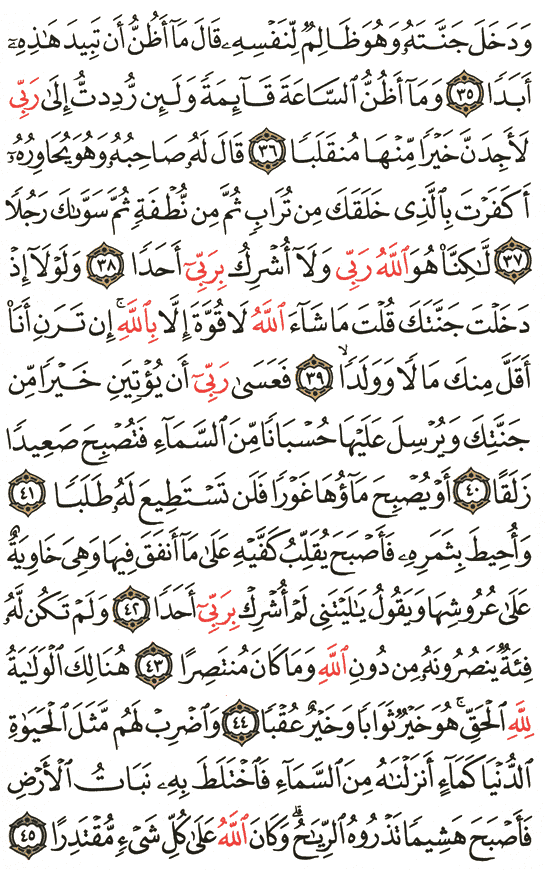 وَدَخَلَ جَنَّتَهُۥ وَهُوَ ظَالِمٌ لِّنَفْسِهِۦ قَالَ مَآ أَظُنُّ أَن تَبِيدَ هَٰذِهِۦٓ
أَبَدًا ٣٥ وَمَآ أَظُنُّ ٱلسَّاعَةَ قَآئِمَةً وَلَئِن رُّدِدتُّ إِلَىٰ رَبِّى
لَأَجِدَنَّ خَيْرًا مِّنْهَا مُنقَلَبًا ٣٦ قَالَ لَهُۥ صَاحِبُهُۥ وَهُوَ يُحَاوِرُهُۥٓ
أَكَفَرْتَ بِٱلَّذِى خَلَقَكَ مِن تُرَابٍ ثُمَّ مِن نُّطْفَةٍ ثُمَّ سَوَّىٰكَ رَجُلًا
٣٧ لَّٰكِنَّا۠ هُوَ ٱللَّهُ رَبِّى وَلَآ أُشْرِكُ بِرَبِّىٓ أَحَدًا ٣٨ وَلَوْلَآ إِذْ
دَخَلْتَ جَنَّتَكَ قُلْتَ مَا شَآءَ ٱللَّهُ لَا قُوَّةَ إِلَّا بِٱللَّهِ ۚ إِن تَرَنِ أَنَا۠
أَقَلَّ مِنكَ مَالًا وَوَلَدًا ٣٩ فَعَسَىٰ رَبِّىٓ أَن يُؤْتِيَنِ خَيْرًا مِّن
جَنَّتِكَ وَيُرْسِلَ عَلَيْهَا حُسْبَانًا مِّنَ ٱلسَّمَآءِ فَتُصْبِحَ صَعِيدًا
زَلَقًا ٤٠ أَوْ يُصْبِحَ مَآؤُهَا غَوْرًا فَلَن تَسْتَطِيعَ لَهُۥ طَلَبًا ٤١
وَأُحِيطَ بِثَمَرِهِۦ فَأَصْبَحَ يُقَلِّبُ كَفَّيْهِ عَلَىٰ مَآ أَنفَقَ فِيهَا وَهِىَ خَاوِيَةٌ
عَلَىٰ عُرُوشِهَا وَيَقُولُ يَٰلَيْتَنِى لَمْ أُشْرِكْ بِرَبِّىٓ أَحَدًا ٤٢ وَلَمْ تَكُن لَّهُۥ
فِئَةٌ يَنصُرُونَهُۥ مِن دُونِ ٱللَّهِ وَمَا كَانَ مُنتَصِرًا ٤٣ هُنَالِكَ ٱلْوَلَٰيَةُ
لِلَّهِ ٱلْحَقِّ ۚ هُوَ خَيْرٌ ثَوَابًا وَخَيْرٌ عُقْبًا ٤٤ وَٱضْرِبْ لَهُم مَّثَلَ ٱلْحَيَوٰةِ
ٱلدُّنْيَا كَمَآءٍ أَنزَلْنَٰهُ مِنَ ٱلسَّمَآءِ فَٱخْتَلَطَ بِهِۦ نَبَاتُ ٱلْأَرْضِ
فَأَصْبَحَ هَشِيمًا تَذْرُوهُ ٱلرِّيَٰحُ ۗ وَكَانَ ٱللَّهُ عَلَىٰ كُلِّ شَىْءٍ مُّقْتَدِرًا ٤٥